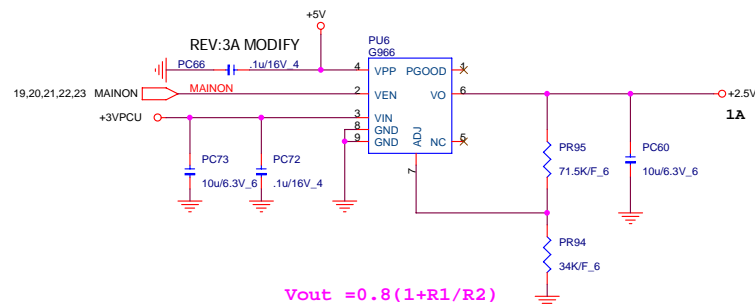 +5V
REV:3A MODIFY
PU6
G966
PC66
.1u/16V_4
4
VPP
PGOOD
1
19,20,21,22,23
MAINON
MAINON
2
VEN
VO
6
+2.5V
1A
+3VPCU
3
VIN
8
GND
9
GND
ADJ
NC
5
7
PC73
10u/6.3V_6
PC72
.1u/16V_4
PR95
71.5K/F_6
PC60
10u/6.3V_6
PR94
34K/F_6
Vout =0.8(1+R1/R2)